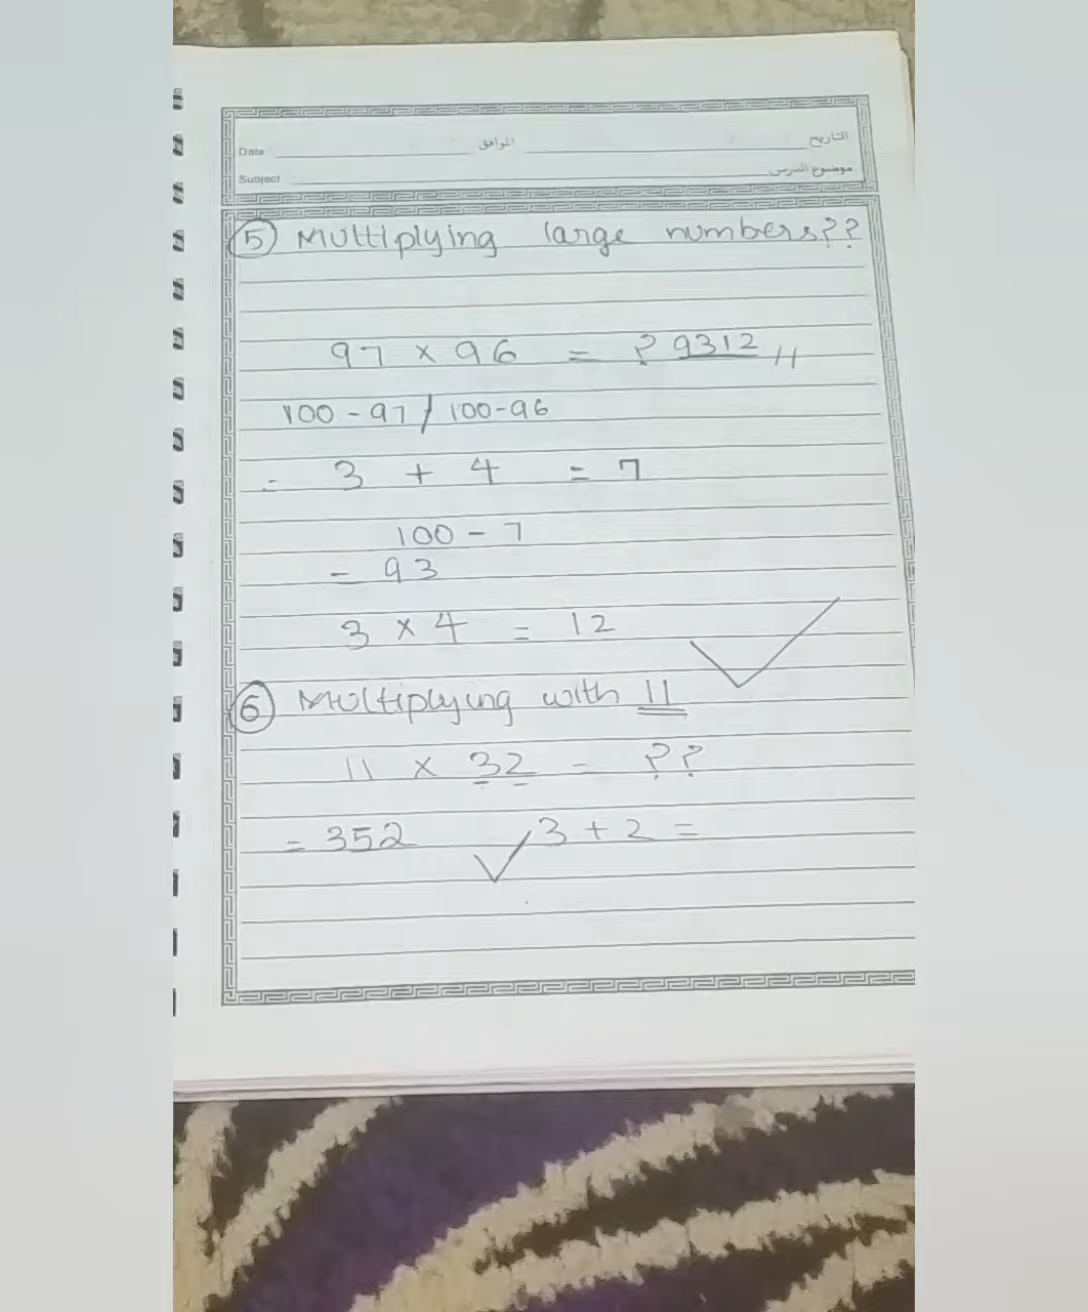 Date الموافق التاريخ
Subject موضوع الدرس
5 Multiplying large numbers??
97 × 96 = ? 9312 //
100 - 97 / 100 - 96
= 3 + 4 = 7
100 - 7
= 93
3 × 4 = 12
6 Multiplying with 11
11 × 32 = ??
= 352 3 + 2 =